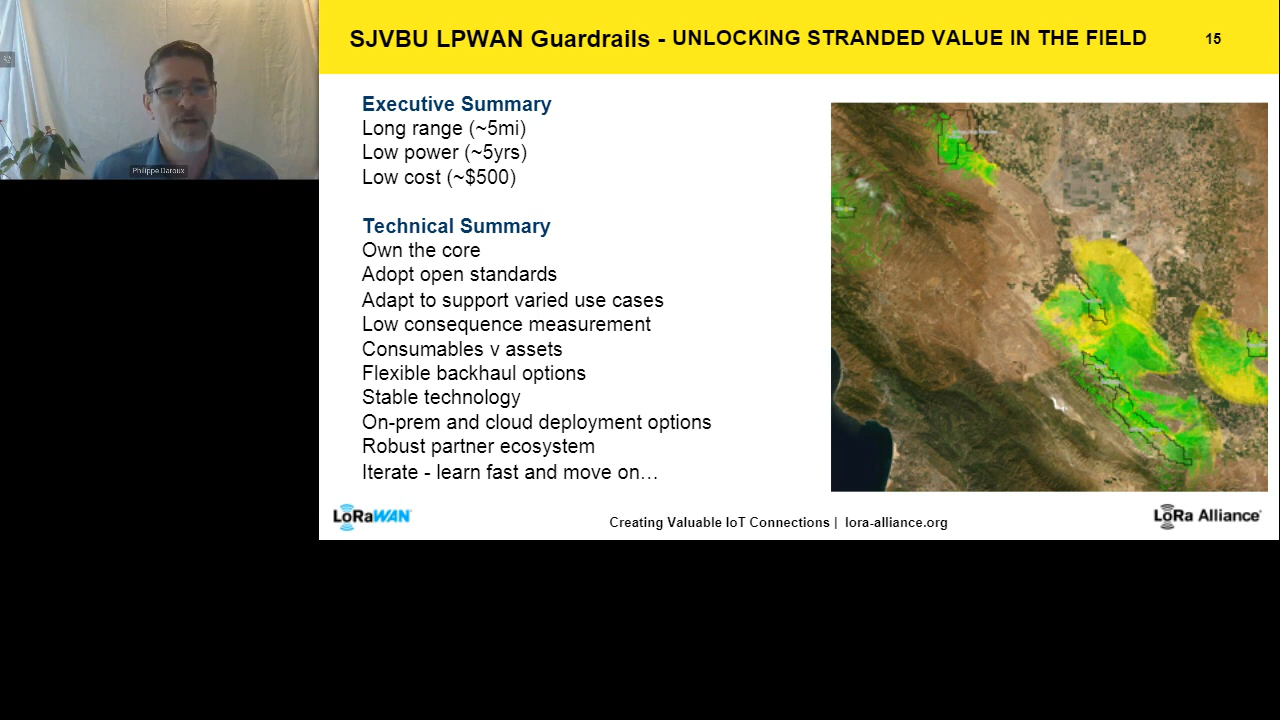 Philippe Daroux
SJVBU LPWAN Guardrails - UNLOCKING STRANDED VALUE IN THE FIELD
15
Executive Summary
Long range (~5mi)
Low power (~5yrs)
Low cost (~$500)
Technical Summary
Own the core
Adopt open standards
Adapt to support varied use cases
Low consequence measurement
Consumables v assets
Flexible backhaul options
Stable technology
On-prem and cloud deployment options
Robust partner ecosystem
Iterate - learn fast and move on…
LoRaWAN
Creating Valuable IoT Connections | lora-alliance.org
LoRa Alliance